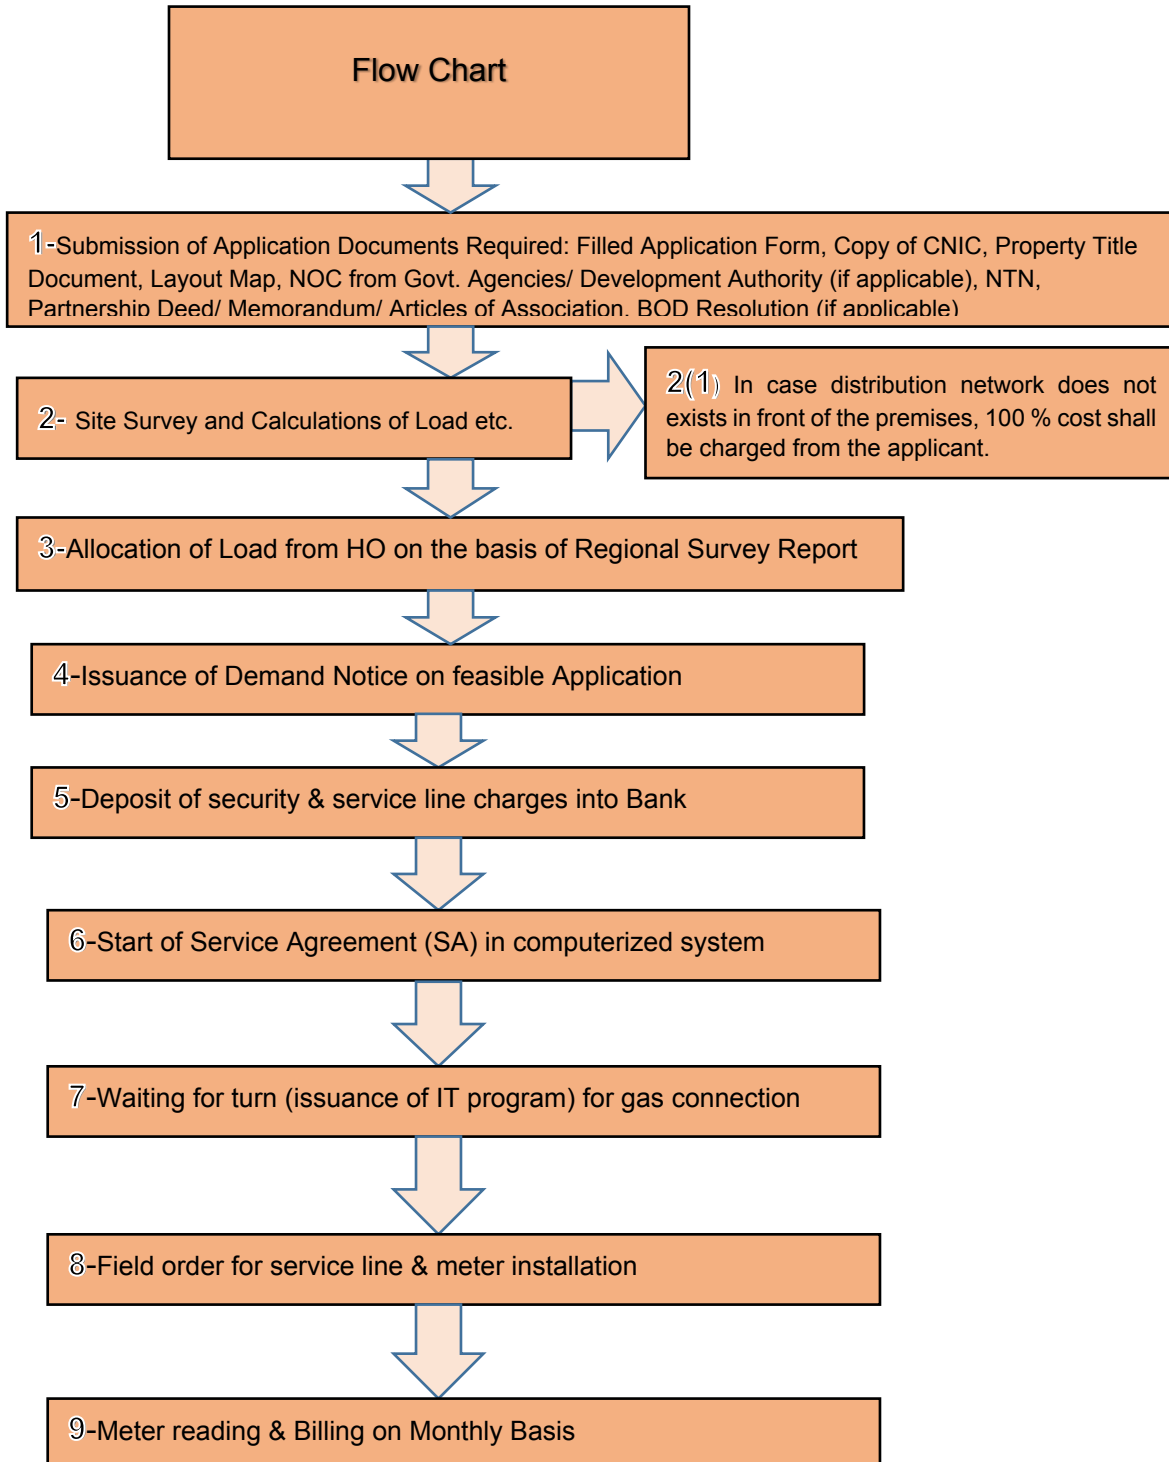 Flow Chart
1-Submission of Application Documents Required: Filled Application Form, Copy of CNIC, Property Title
Document, Layout Map, NOC from Govt. Agencies/ Development Authority (if applicable), NTN,
Partnership Deed/ Memorandum/ Articles of Association, BOD Resolution (if applicable)
2- Site Survey and Calculations of Load etc.
2(1) In case distribution network does not
exists in front of the premises, 100 % cost shall
be charged from the applicant.
3-Allocation of Load from HO on the basis of Regional Survey Report
4-Issuance of Demand Notice on feasible Application
5-Deposit of security & service line charges into Bank
6-Start of Service Agreement (SA) in computerized system
7-Waiting for turn (issuance of IT program) for gas connection
8-Field order for service line & meter installation
9-Meter reading & Billing on Monthly Basis